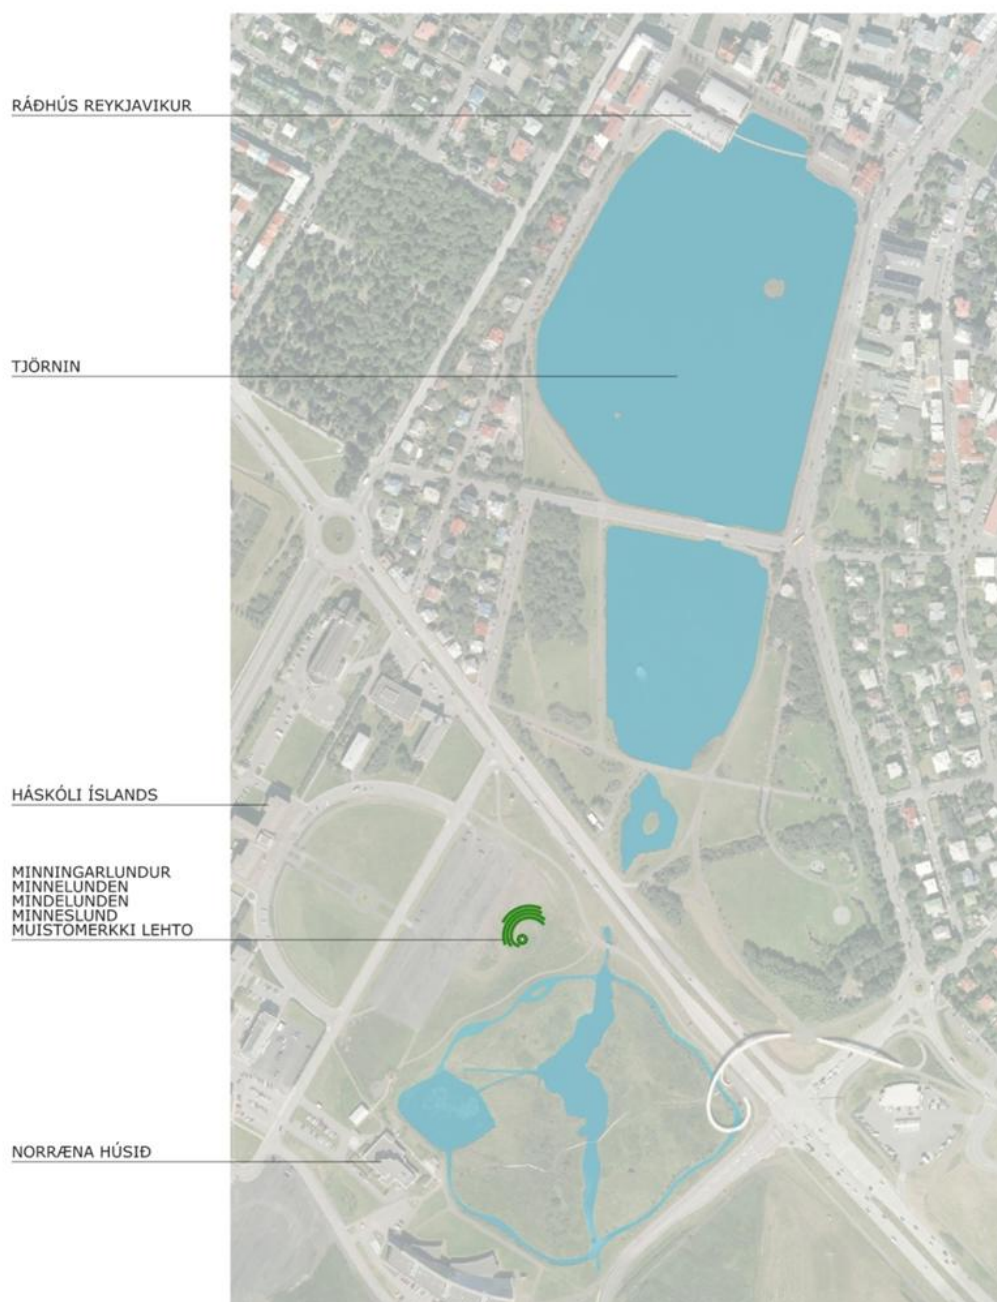 RÁÐHÚS REYKJAVIKUR
TJÖRNIN
HÁSKÓLI ÍSLANDS
MINNINGARLUNDUR
MINNELUNDEN
MINDELUNDEN
MINNESLUND
MUISTOMERKKI LEHTO
NORRÆNA HÚSIÐ